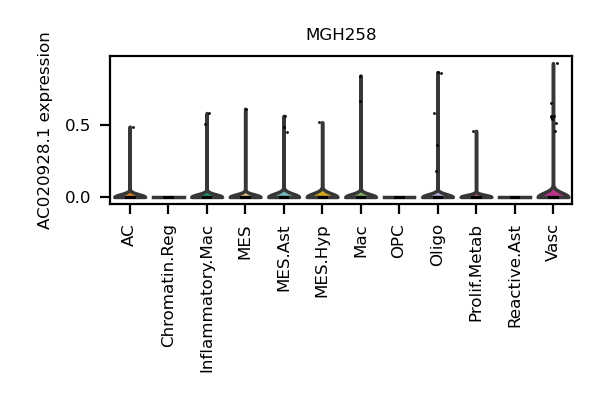 MGH258
AC020928.1 expression
0.5
0.0
AC
Chromatin.Reg
Inflammatory.Mac
MES
MES.Ast
MES.Hyp
Mac
OPC
Oligo
Prolif.Metab
Reactive.Ast
Vasc